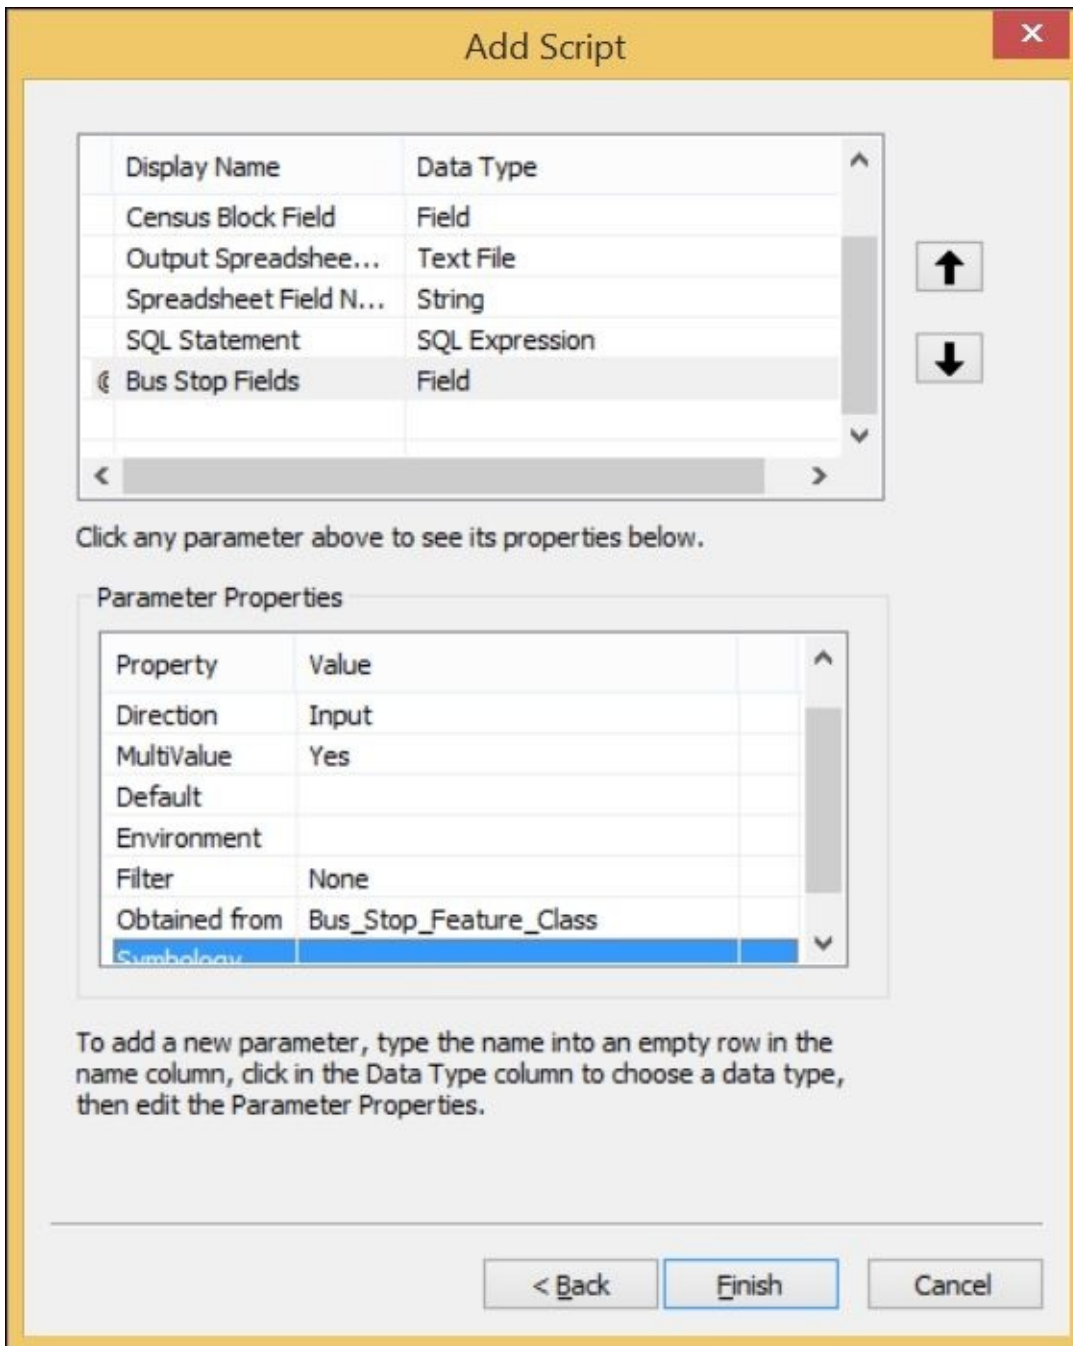 Add Script
Display Name Data Type
Census Block Field Field
Output Spreadshee... Text File
Spreadsheet Field N... String
SQL Statement SQL Expression
Bus Stop Fields Field
Click any parameter above to see its properties below.
Parameter Properties
Property Value
Direction Input
MultiValue Yes
Default
Environment
Filter None
Obtained from Bus_Stop_Feature_Class
Symbology
To add a new parameter, type the name into an empty row in the
name column, click in the Data Type column to choose a data type,
then edit the Parameter Properties.
< Back Finish Cancel